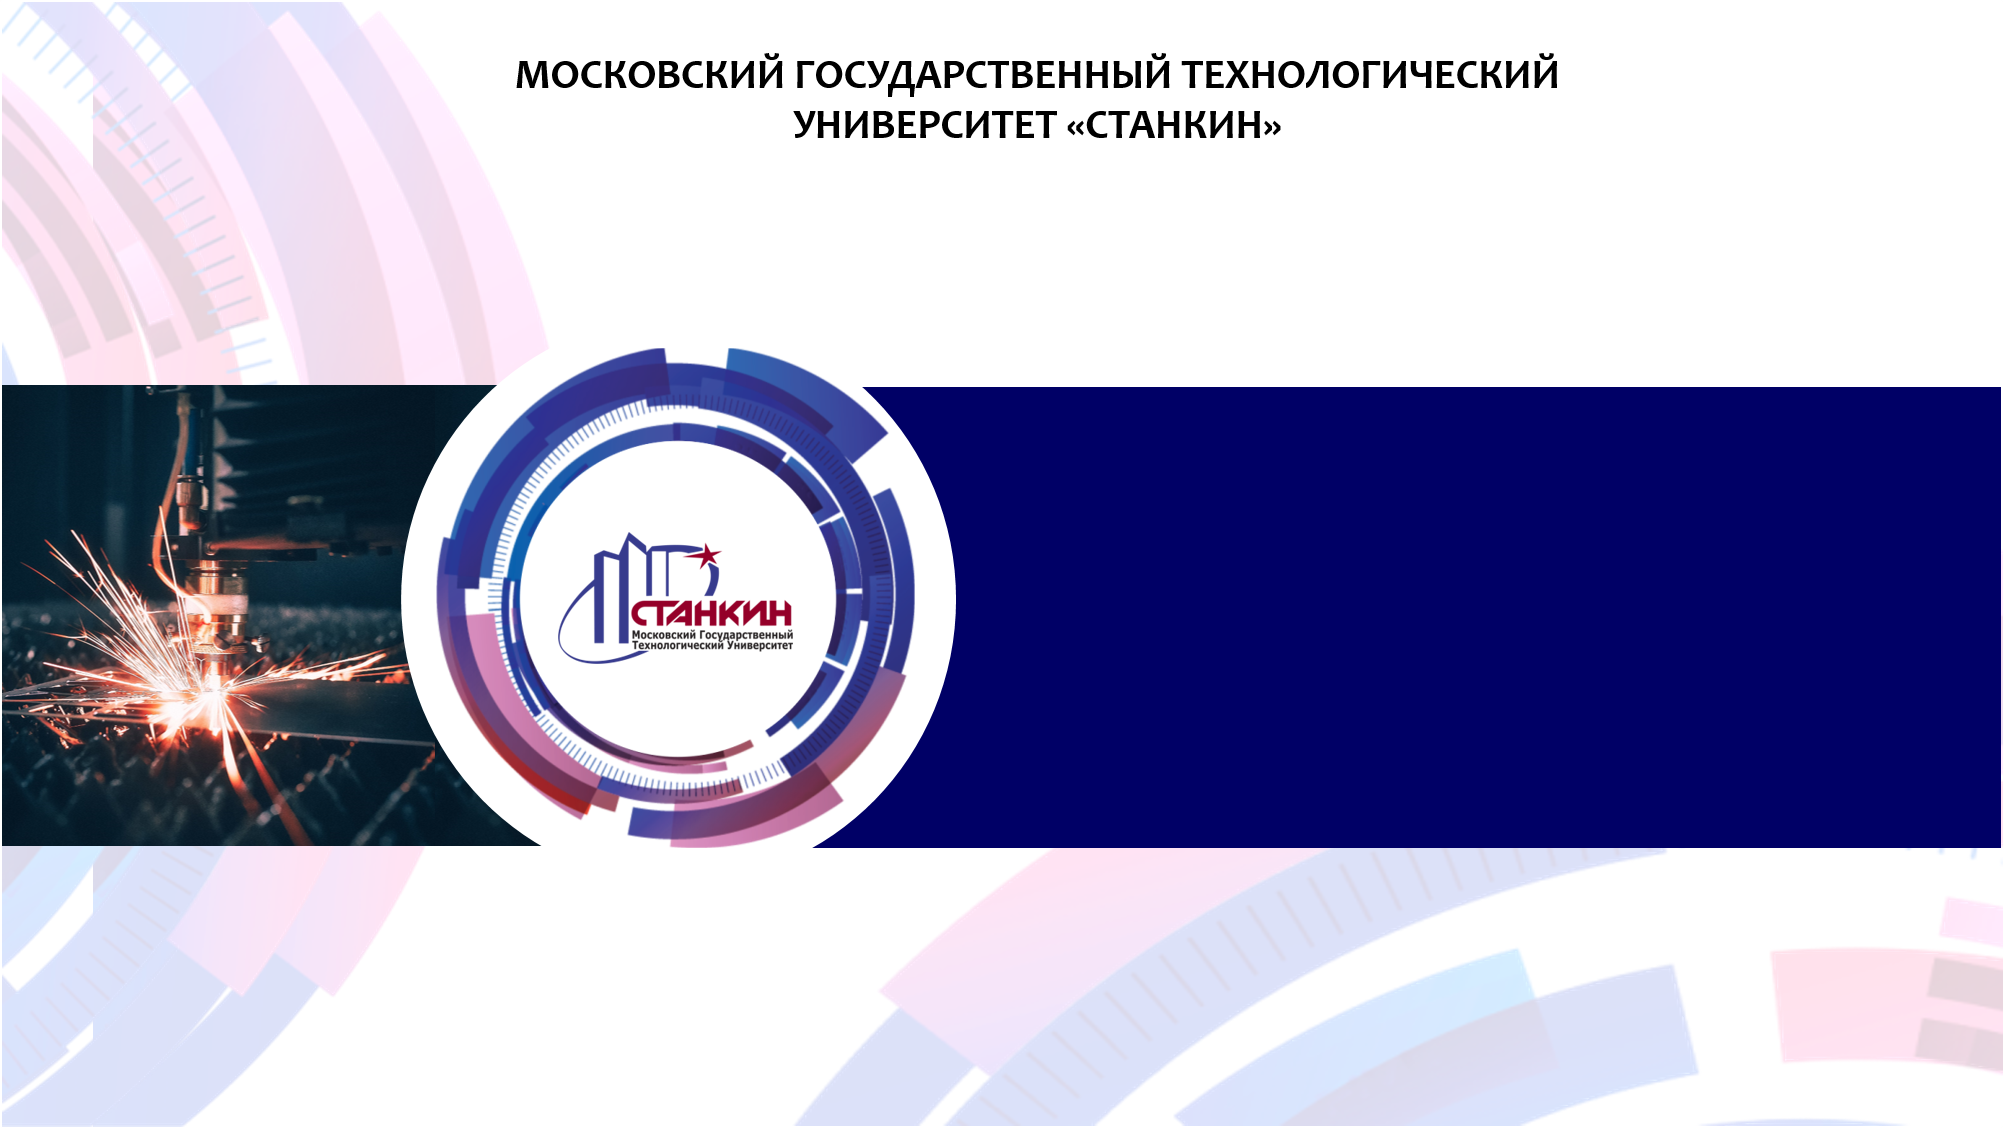 МОСКОВСКИЙ ГОСУДАРСТВЕННЫЙ ТЕХНОЛОГИЧЕСКИЙ
УНИВЕРСИТЕТ «СТАНКИН»
СТАНКИН
Московский Государственный
Технологический Университет